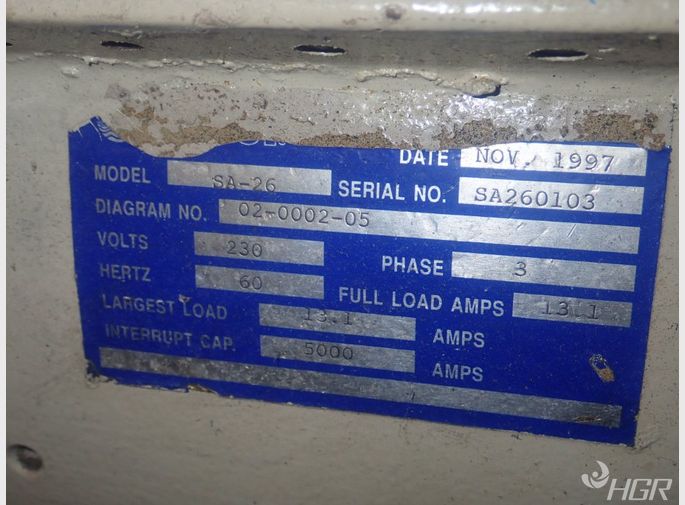 DATE NOV. 1997
MODEL SA-26 SERIAL NO. SA260103
DIAGRAM NO. 02-0002-05
VOLTS 230 PHASE 3
HERTZ 60 FULL LOAD AMPS 13.1
LARGEST LOAD 13.1 AMPS
INTERRUPT CAP. 5000 AMPS
HGR